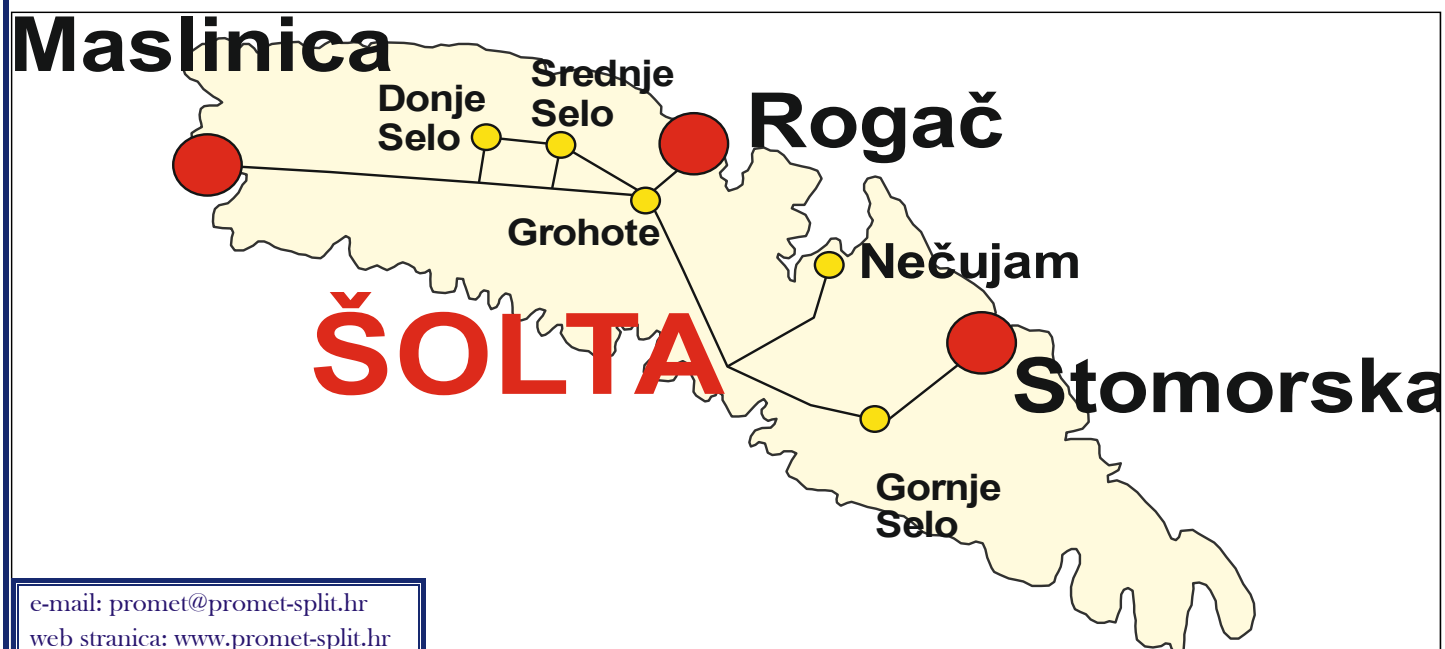 Maslinica
Srednje
Selo
Donje
Selo
Rogač
Grohote
Nečujam
ŠOLTA
Stomorska
Gornje
Selo
e-mail: promet@promet-split.hr
web stranica: www.promet-split.hr